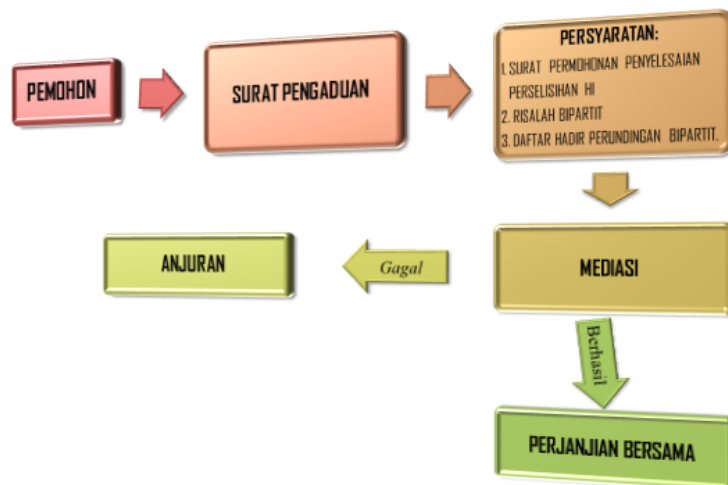 PEMOHON
SURAT PENGADUAN
PERSYARATAN:
1. SURAT PERMOHONAN PENYELESAIAN
PERSELISIHAN HI
2. RISALAH BIPARTIT
3. DAFTAR HADIR PERUNDINGAN BIPARTIT.
ANJURAN
Gagal
MEDIASI
Berhasil
PERJANJIAN BERSAMA